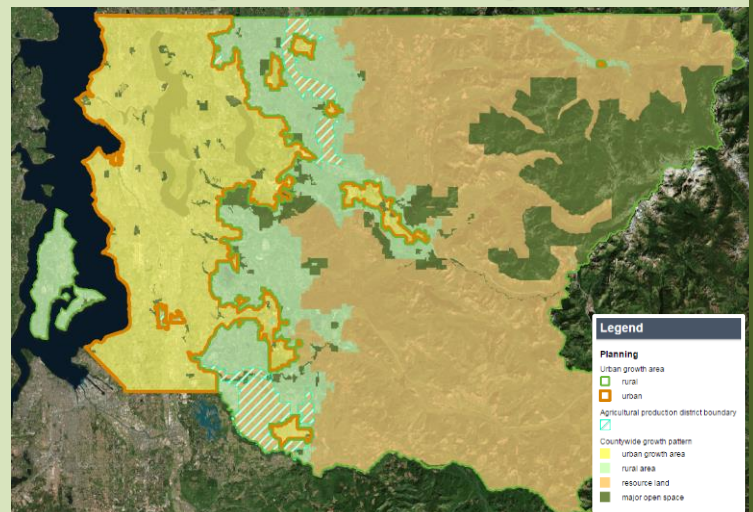 Legend
Planning
Urban growth area
rural
urban
Agricultural production district boundary
Countywide growth pattern
urban growth area
rural area
resource land
major open space